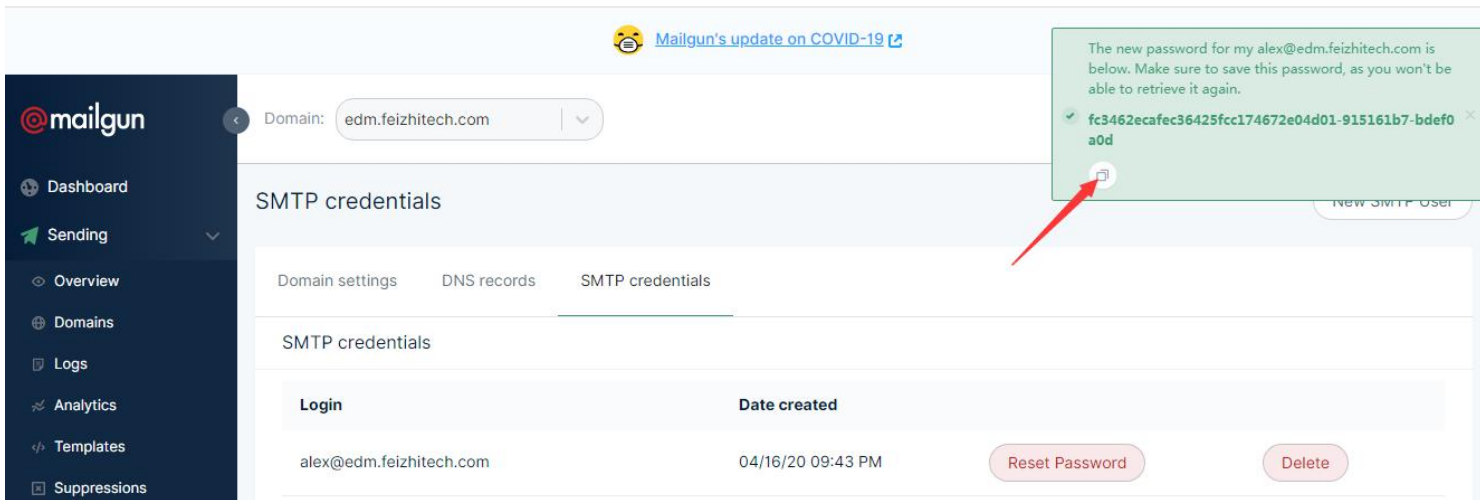 Mailgun's update on COVID-19
The new password for my alex@edm.feizhitech.com is
below. Make sure to save this password, as you won't be
able to retrieve it again.
fc3462ecafec36425fcc174672e04d01-915161b7-bdef0
a0d
mailgun
Domain:
edm.feizhitech.com
Dashboard
SMTP credentials
New SMTP User
Sending
Overview
Domain settings
DNS records
SMTP credentials
Domains
SMTP credentials
Logs
Analytics
Login
Date created
Templates
alex@edm.feizhitech.com
04/16/20 09:43 PM
Reset Password
Delete
Suppressions